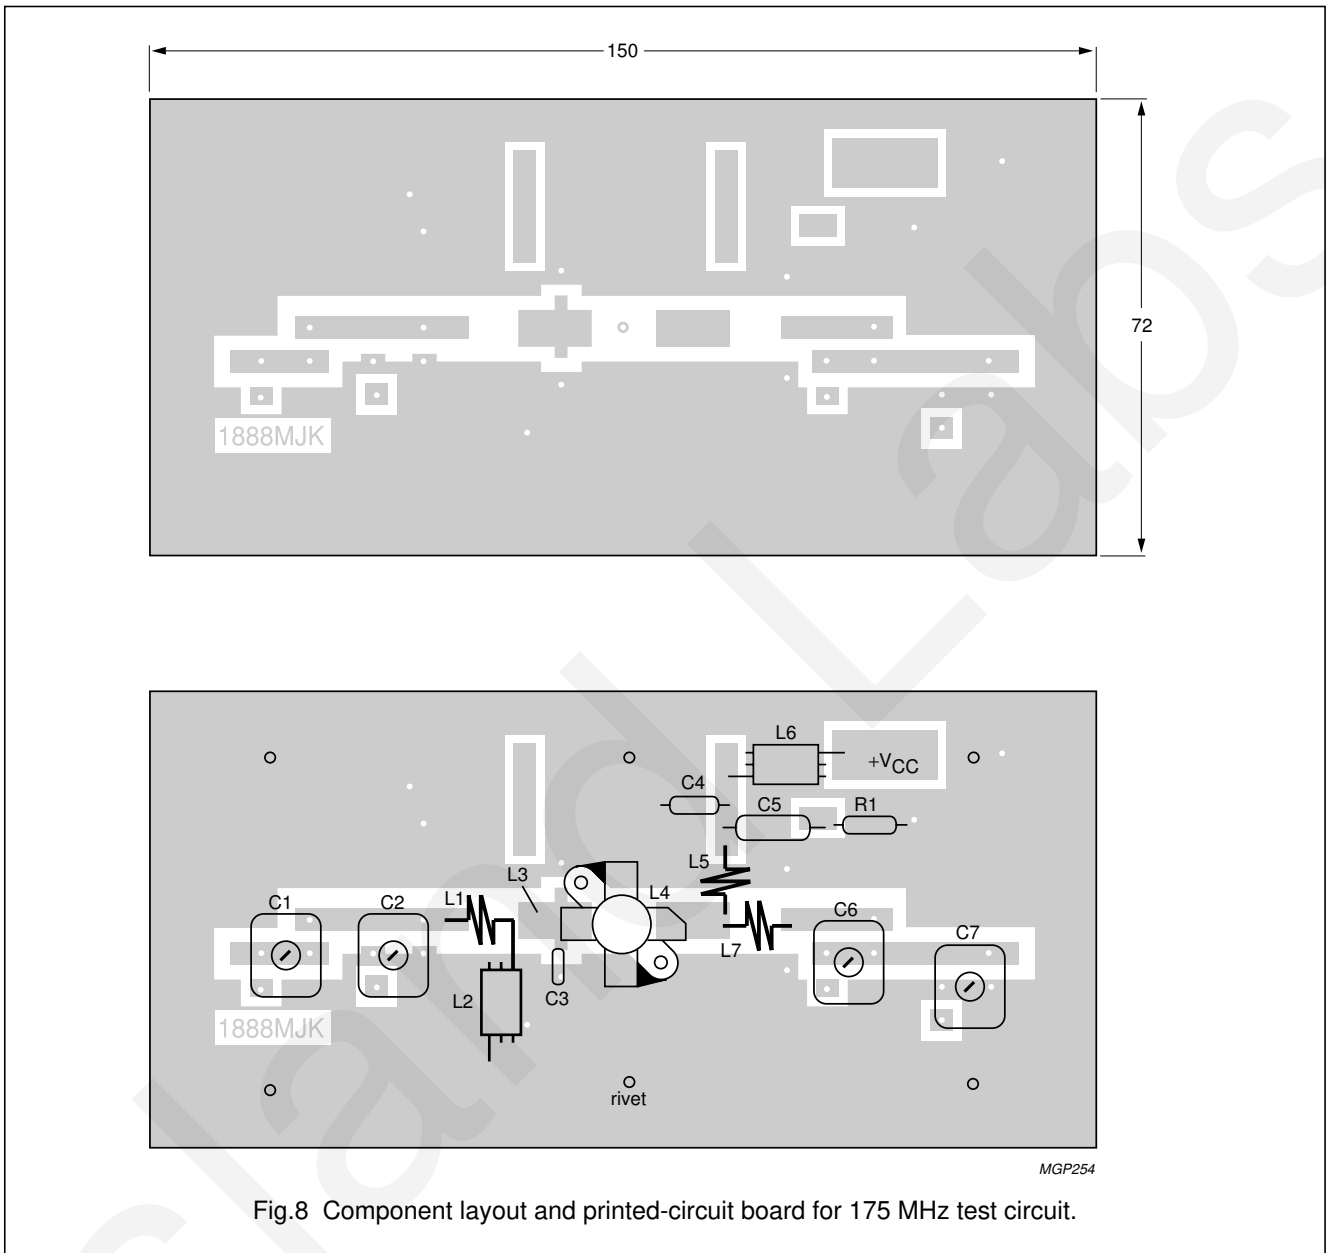 150
72
1888MJK
L6
+VCC
C4
C5
R1
L5
L3
L4
C1
C2
L1
C6
C7
L7
L2
C3
1888MJK
rivet
MGP254
Fig.8 Component layout and printed-circuit board for 175 MHz test circuit.